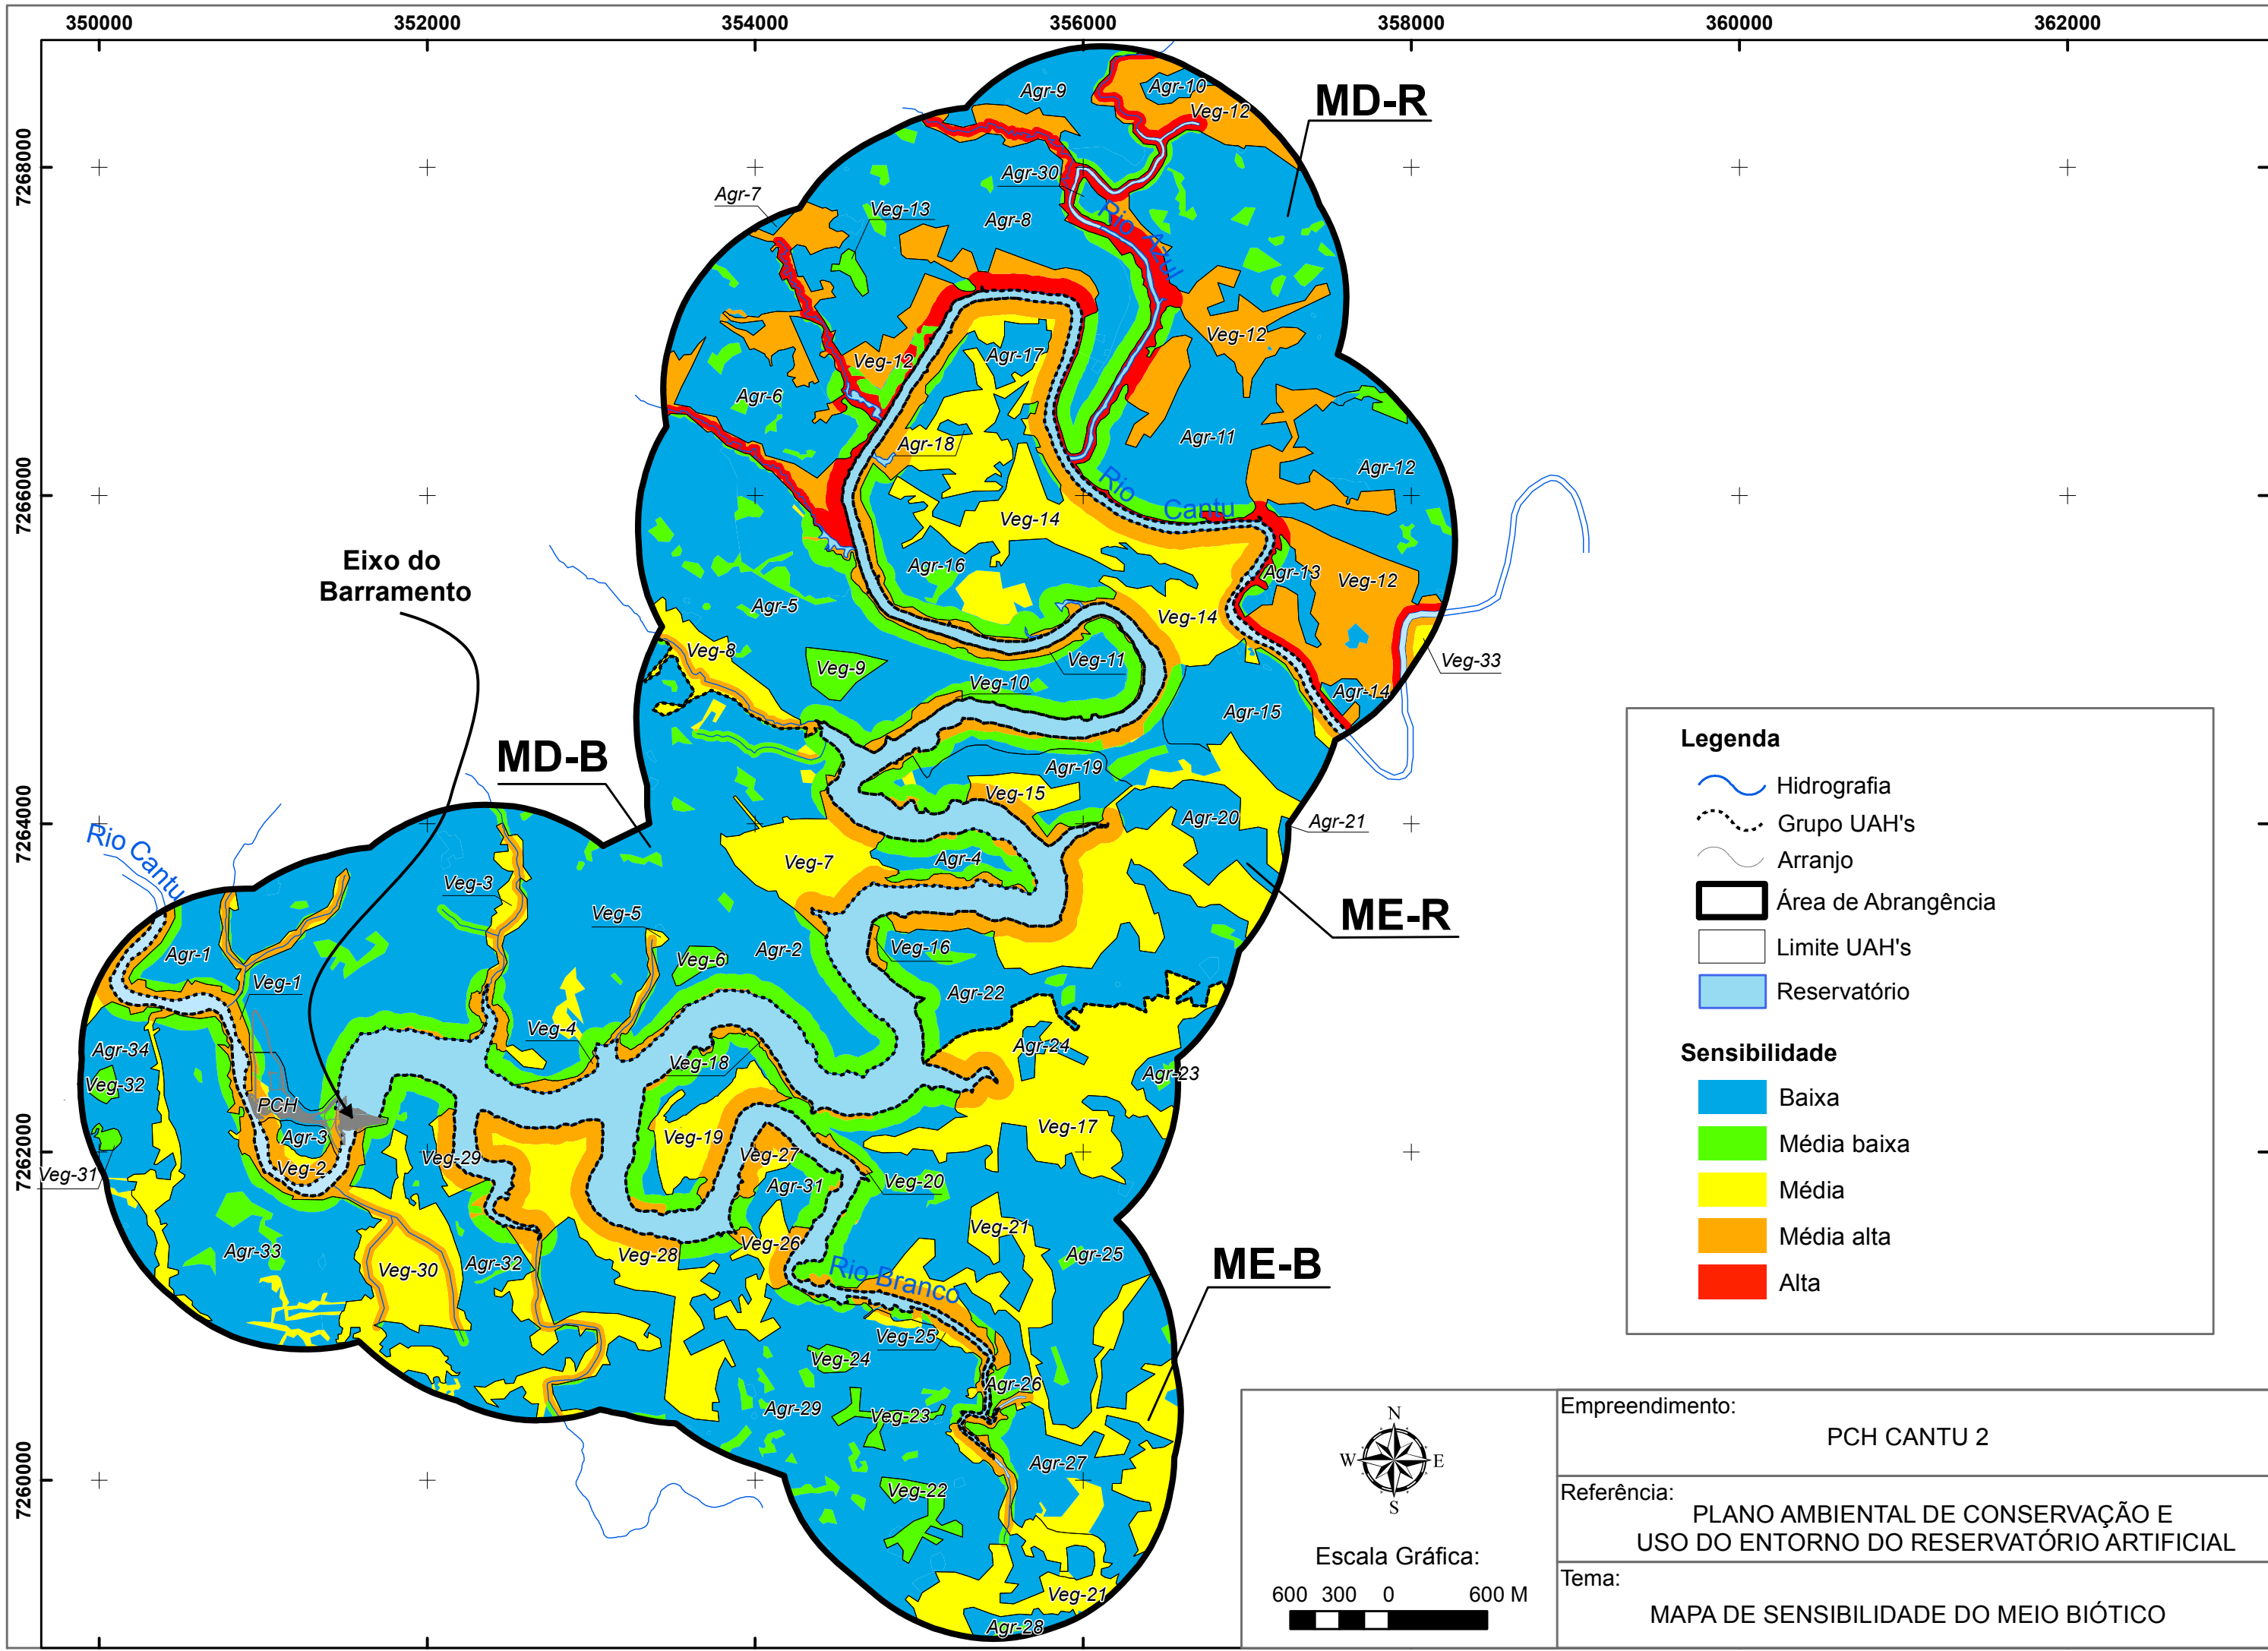 350000
352000
354000
356000
358000
360000
362000
7268000
7266000
7264000
7262000
7260000
MD-R
Agr-9
Agr-10
Veg-12
Agr-30
Agr-7
Veg-13
Agr-8
Rio Azul
Veg-12
Agr-17
Veg-12
Agr-6
Agr-18
Agr-11
Agr-12
Rio Cantu
Veg-14
Eixo do
Barramento
Agr-16
Agr-13
Veg-12
Agr-5
Veg-14
Veg-8
Veg-9
Veg-11
Veg-33
Veg-10
Agr-14
Agr-15
MD-B
Agr-19
Veg-15
Agr-20
Agr-21
Rio Cantu
Veg-7
Agr-4
Veg-3
Veg-5
ME-R
Agr-1
Agr-2
Veg-16
Veg-6
Veg-1
Agr-22
Veg-4
Agr-34
Agr-24
Veg-18
Agr-23
Veg-32
PCH
Agr-3
Veg-19
Veg-17
Veg-2
Veg-29
Veg-27
Veg-31
Agr-31
Veg-20
Veg-21
Agr-33
Agr-32
Veg-28
Veg-26
Agr-25
Veg-30
Rio Branco
ME-B
Veg-25
Veg-24
Agr-26
Agr-29
Veg-23
Agr-27
Veg-22
Veg-21
Agr-28
Legenda
Hidrografia
Grupo UAH's
Arranjo
Área de Abrangência
Limite UAH's
Reservatório
Sensibilidade
Baixa
Média baixa
Média
Média alta
Alta
N
W
E
S
Escala Gráfica:
600 300 0 600 M
Empreendimento:
PCH CANTU 2
Referência:
PLANO AMBIENTAL DE CONSERVAÇÃO E
USO DO ENTORNO DO RESERVATÓRIO ARTIFICIAL
Tema:
MAPA DE SENSIBILIDADE DO MEIO BIÓTICO